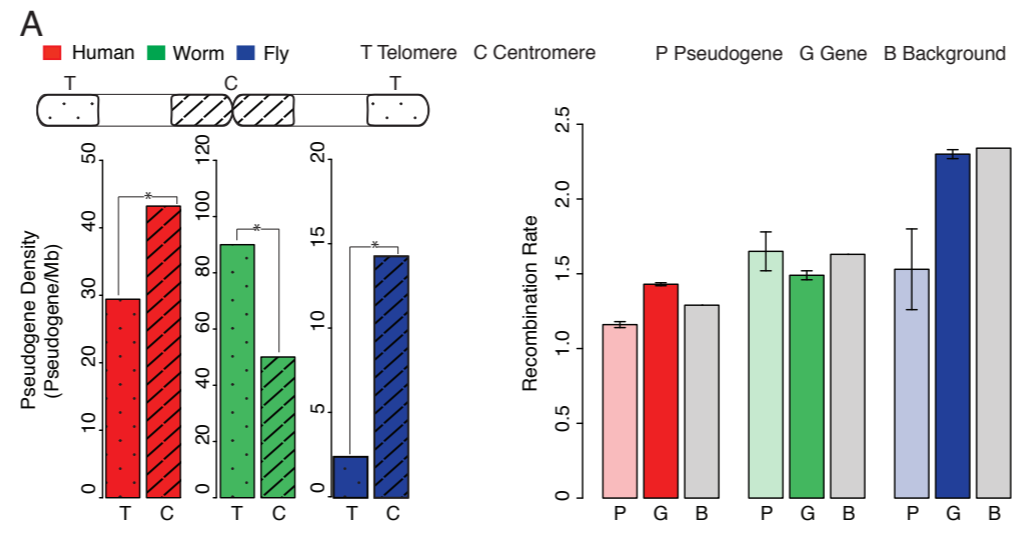 A
Human Worm Fly T Telomere C Centromere P Pseudogene G Gene B Background
T C T
Pseudogene Density
(Pseudogene/Mb)
50
40
30
20
10
0
*
T C
120
100
80
60
40
20
0
*
T C
20
15
10
5
0
*
T C
Recombination Rate
2.5
2.0
1.5
1.0
0.5
0
P G B P G B P G B